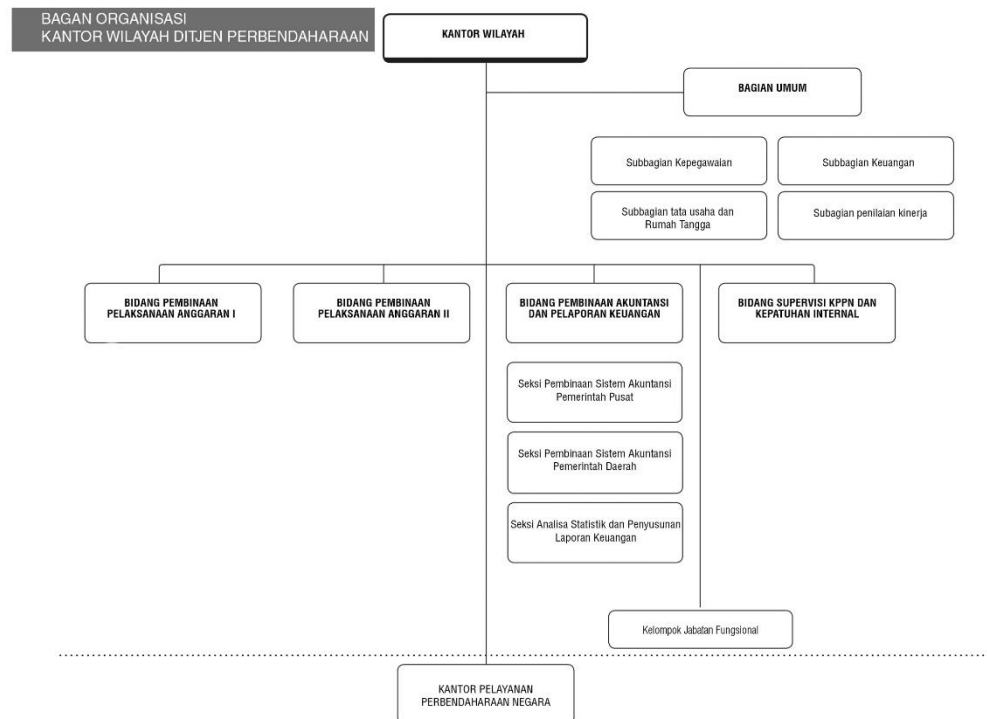 BAGAN ORGANISASI
KANTOR WILAYAH DITJEN PERBENDAHARAAN
KANTOR WILAYAH
BAGIAN UMUM
Subbagian Kepegawaian
Subbagian Keuangan
Subbagian tata usaha dan
Rumah Tangga
Subagian penilaian kinerja
BIDANG PEMBINAAN
PELAKSANAAN ANGGARAN I
BIDANG PEMBINAAN
PELAKSANAAN ANGGARAN II
BIDANG PEMBINAAN AKUNTANSI
DAN PELAPORAN KEUANGAN
BIDANG SUPERVISI KPPN DAN
KEPATUHAN INTERNAL
Seksi Pembinaan Sistem Akuntansi
Pemerintah Pusat
Seksi Pembinaan Sistem Akuntansi
Pemerintah Daerah
Seksi Analisa Statistik dan Penyusunan
Laporan Keuangan
Kelompok Jabatan Fungsional
KANTOR PELAYANAN
PERBENDAHARAAN NEGARA